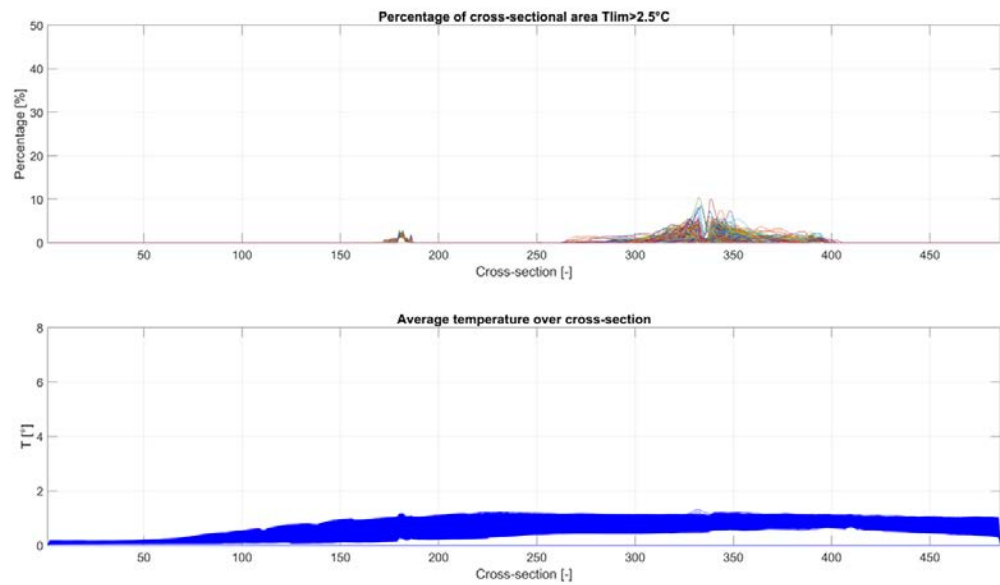 Percentage of cross-sectional area Tlim>2.5°C
50
40
30
20
10
0
Percentage [%]
50 100 150 200 250 300 350 400 450
Cross-section [-]
Average temperature over cross-section
8
6
4
2
0
T [°]
50 100 150 200 250 300 350 400 450
Cross-section [-]